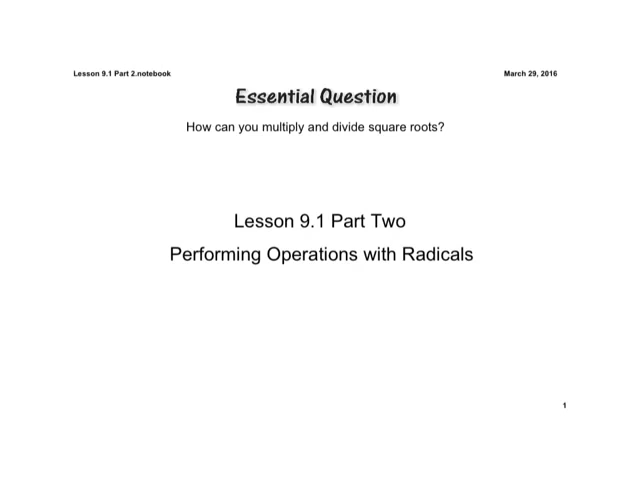 Lesson 9.1 Part 2.notebook
March 29, 2016
Essential Question
How can you multiply and divide square roots?
Lesson 9.1 Part Two
Performing Operations with Radicals
1